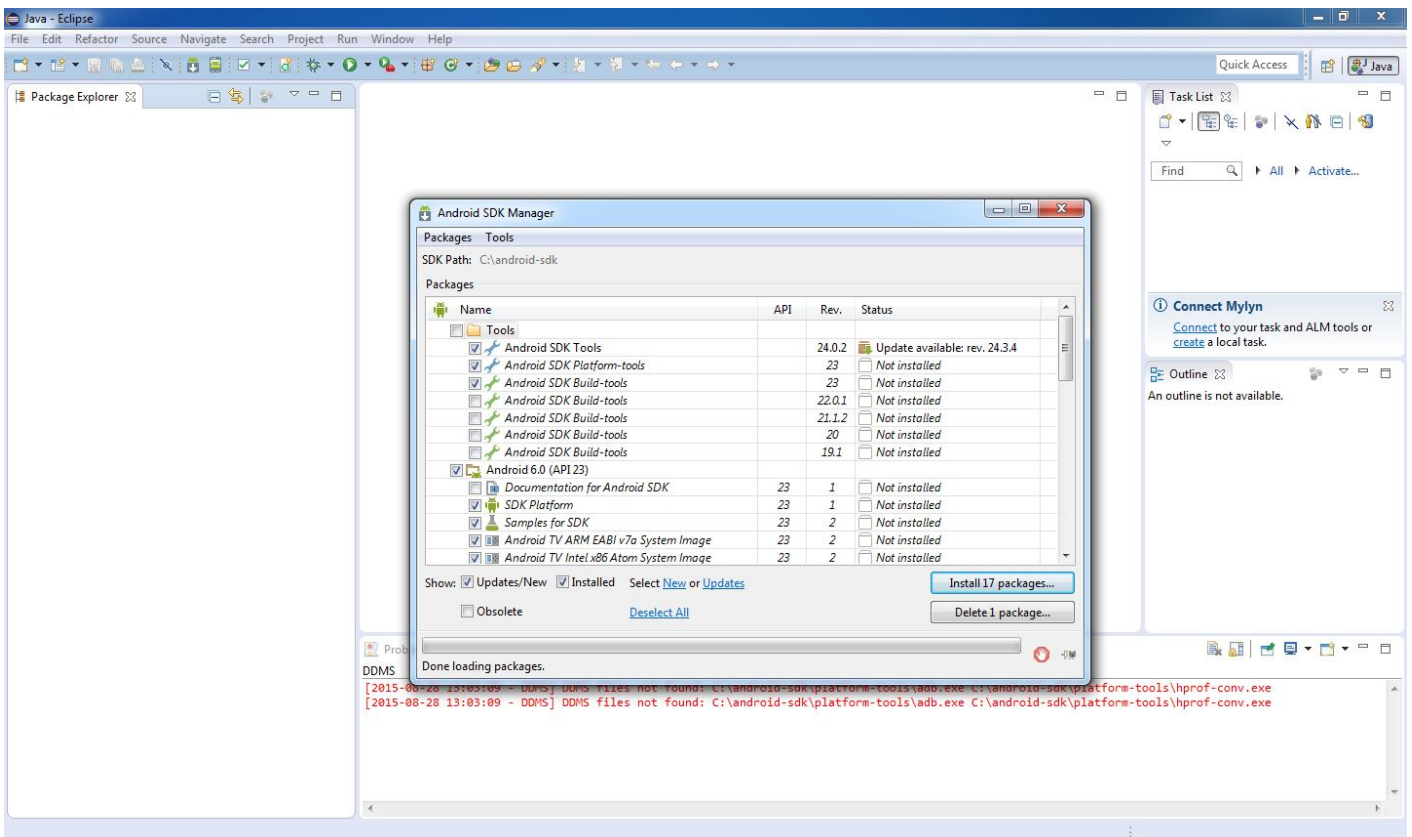 Java - Eclipse
File Edit Refactor Source Navigate Search Project Run Window Help
Quick Access Java
Package Explorer
Task List
Find All Activate...
Connect Mylyn
Connect to your task and ALM tools or
create a local task.
Outline
An outline is not available.
Android SDK Manager
Packages Tools
SDK Path: C:\android-sdk
Packages
Name API Rev. Status
Tools
Android SDK Tools 24.0.2 Update available: rev. 24.3.4
Android SDK Platform-tools 23 Not installed
Android SDK Build-tools 23 Not installed
Android SDK Build-tools 22.0.1 Not installed
Android SDK Build-tools 21.1.2 Not installed
Android SDK Build-tools 20 Not installed
Android SDK Build-tools 19.1 Not installed
Android 6.0 (API 23)
Documentation for Android SDK 23 1 Not installed
SDK Platform 23 1 Not installed
Samples for SDK 23 2 Not installed
Android TV ARM EABI v7a System Image 23 2 Not installed
Android TV Intel x86 Atom System Image 23 2 Not installed
Show: Updates/New Installed Select New or Updates Install 17 packages...
Obsolete Deselect All Delete 1 package...
Done loading packages.
Prob
DDMS
[2015-08-28 13:03:09 - DDMS] DDMS files not found: C:\android-sdk\platform-tools\adb.exe C:\android-sdk\platform-tools\hprof-conv.exe
[2015-08-28 13:03:09 - DDMS] DDMS files not found: C:\android-sdk\platform-tools\adb.exe C:\android-sdk\platform-tools\hprof-conv.exe